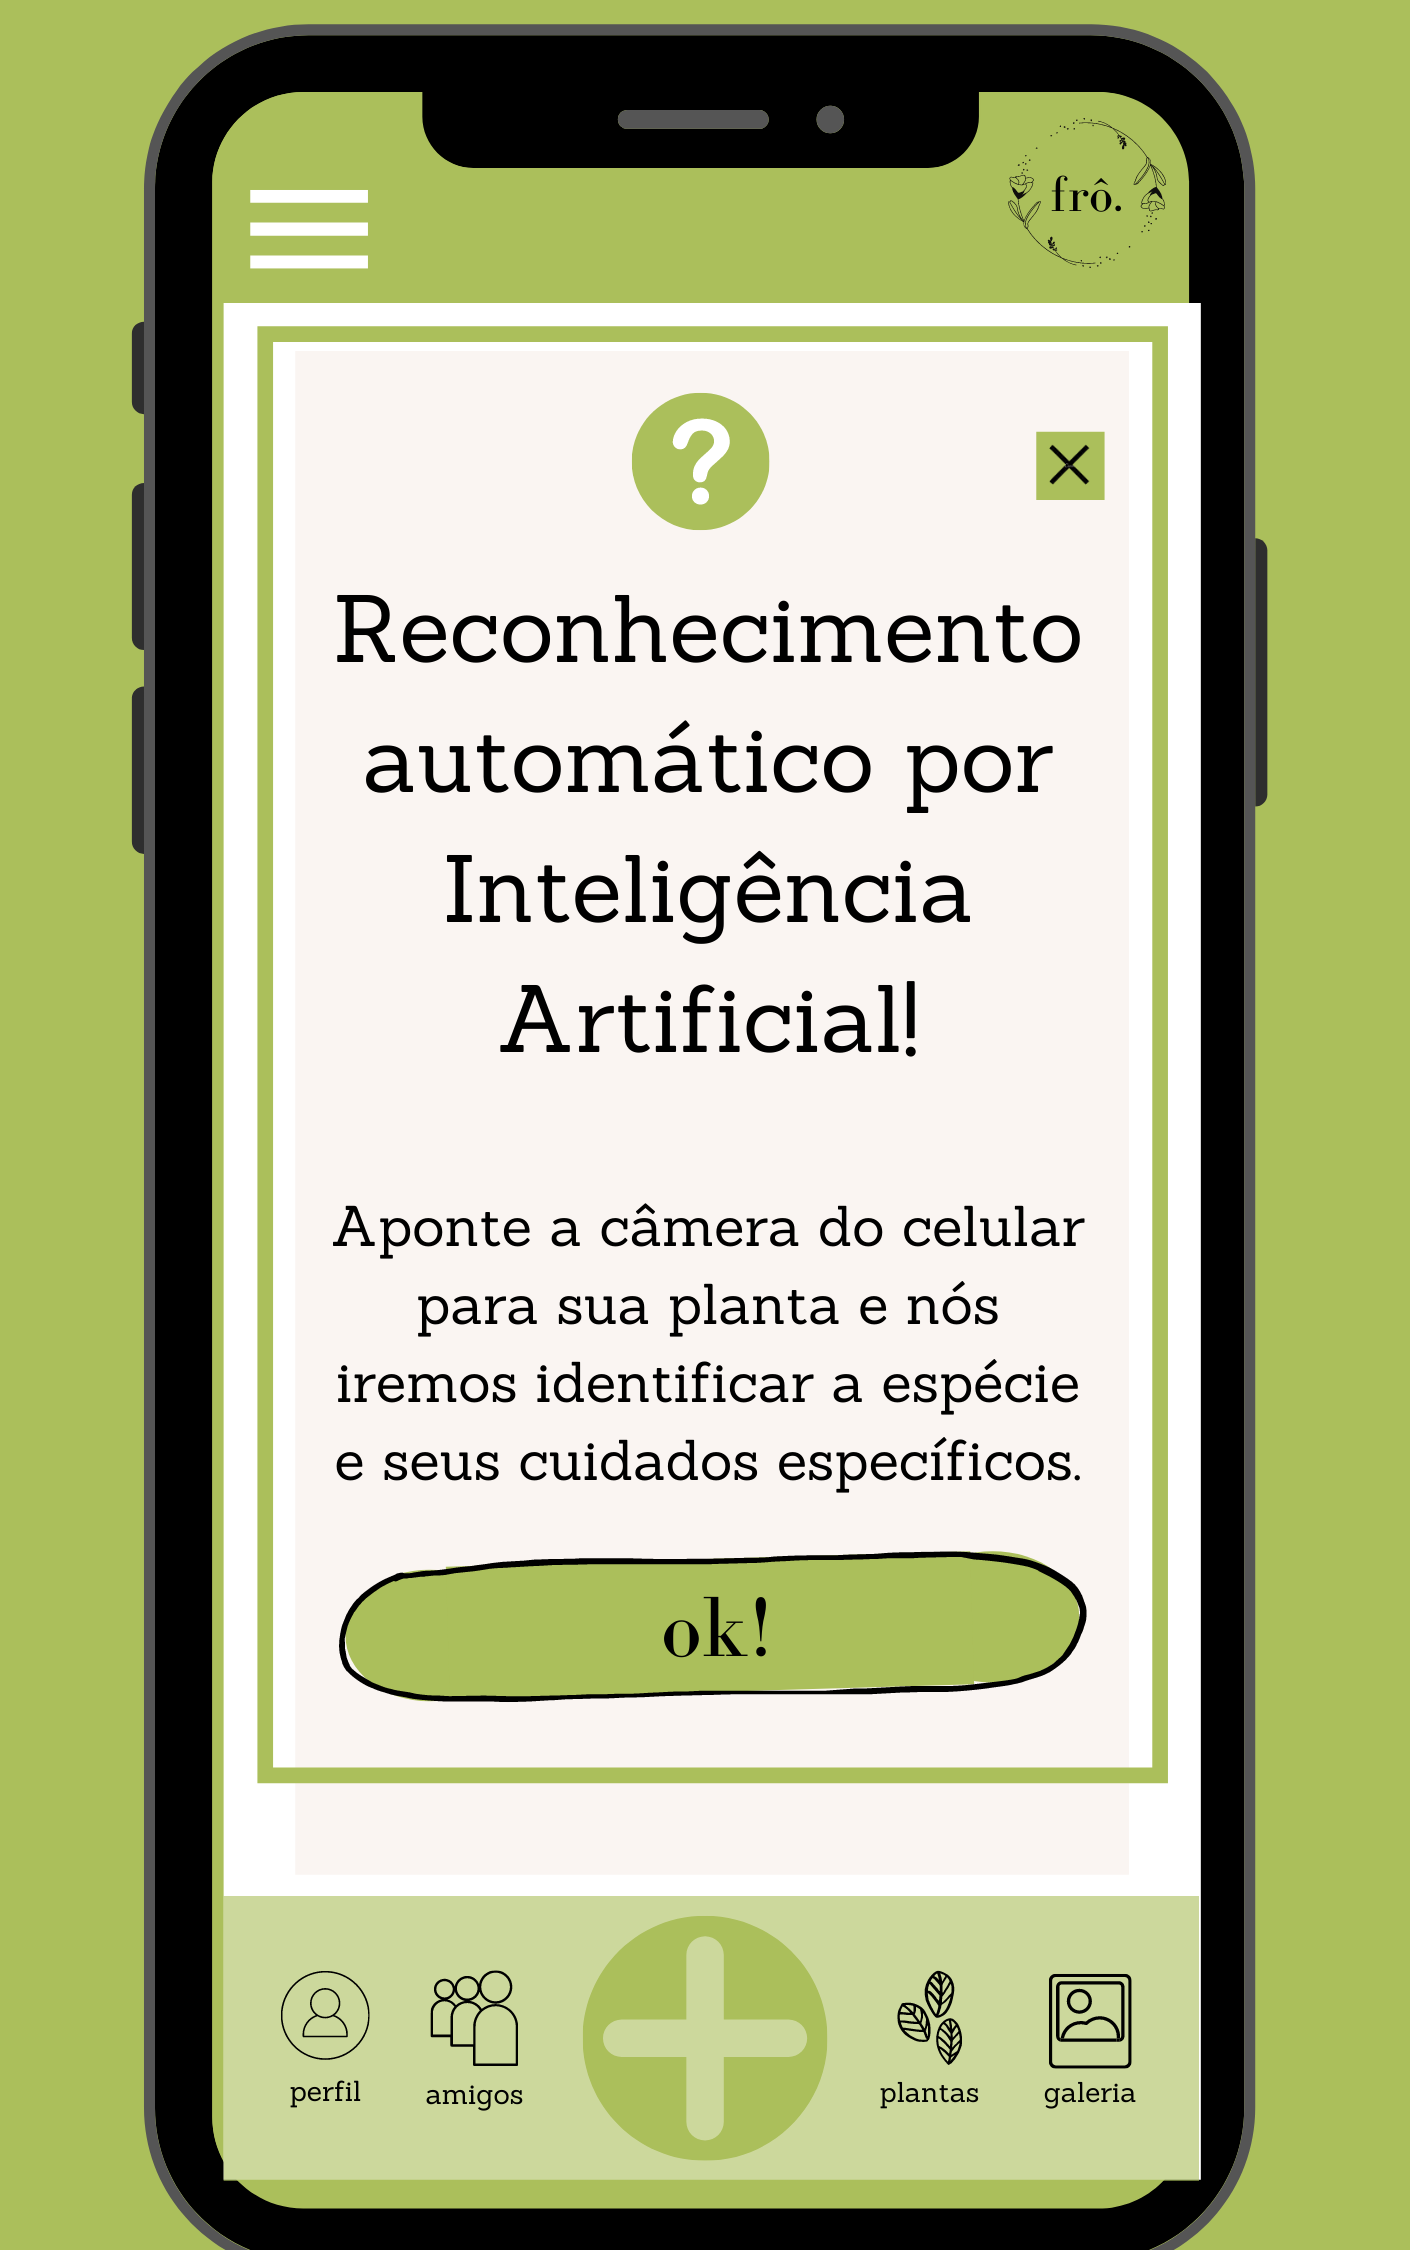 frô.
?
Reconhecimento
automático por
Inteligência
Artificial!
Aponte a câmera do celular
para sua planta e nós
iremos identificar a espécie
e seus cuidados específicos.
ok!
perfil
amigos
plantas
galeria